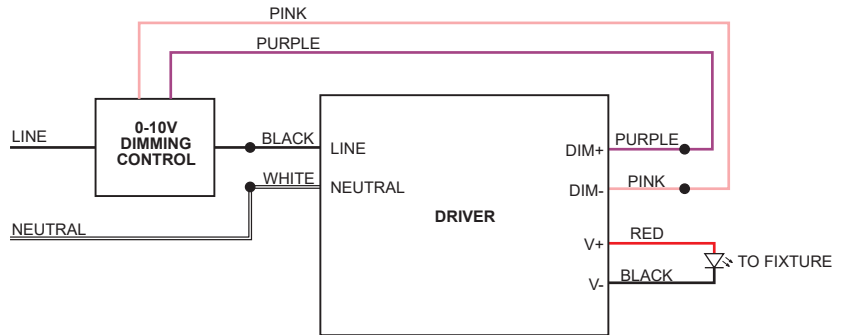 PINK
PURPLE
0-10V
DIMMING
CONTROL
LINE
BLACK
LINE
DIM+
PURPLE
WHITE
NEUTRAL
DIM-
PINK
DRIVER
NEUTRAL
V+
RED
TO FIXTURE
V-
BLACK